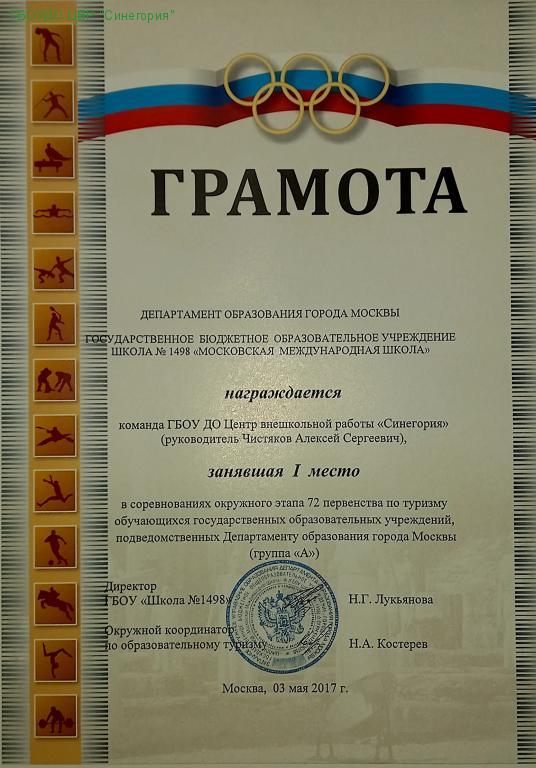 ГБОУДО ЦВР "Синегория"
ГРАМОТА
ДЕПАРТАМЕНТ ОБРАЗОВАНИЯ ГОРОДА МОСКВЫ
ГОСУДАРСТВЕННОЕ БЮДЖЕТНОЕ ОБРАЗОВАТЕЛЬНОЕ УЧРЕЖДЕНИЕ
ШКОЛА № 1498 «МОСКОВСКАЯ МЕЖДУНАРОДНАЯ ШКОЛА»
награждается
команда ГБОУ ДО Центр внешкольной работы «Синегория»
(руководитель Чистяков Алексей Сергеевич),
занявшая I место
в соревнованиях окружного этапа 72 первенства по туризму
обучающихся государственных образовательных учреждений,
подведомственных Департаменту образования города Москвы
(группа «А»)
Директор
ГБОУ «Школа №1498» Н.Г. Лукьянова
Окружной координатор
по образовательному туризму Н.А. Костерев
Москва, 03 мая 2017 г.